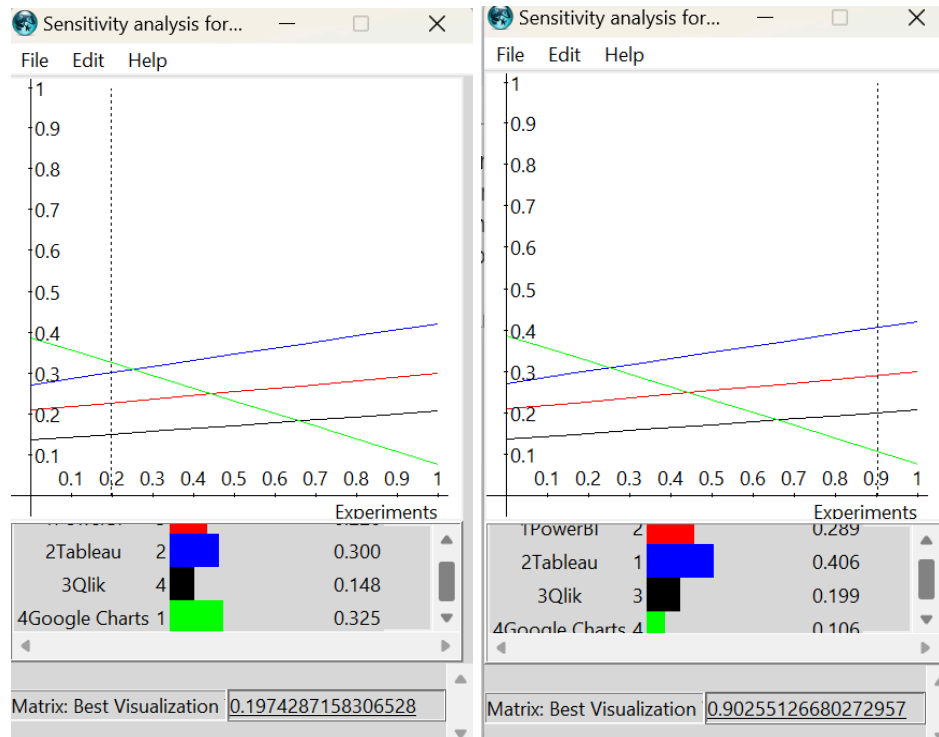 Sensitivity analysis for...
File Edit Help
1
0.9
0.8
0.7
0.6
0.5
0.4
0.3
0.2
0.1
0.1 0.2 0.3 0.4 0.5 0.6 0.7 0.8 0.9 1
Experiments
2Tableau 2 0.300
3Qlik 4 0.148
4Google Charts 1 0.325
Matrix: Best Visualization 0.1974287158306528
Sensitivity analysis for...
File Edit Help
1
0.9
0.8
0.7
0.6
0.5
0.4
0.3
0.2
0.1
0.1 0.2 0.3 0.4 0.5 0.6 0.7 0.8 0.9 1
Experiments
1PowerBI 2 0.289
2Tableau 1 0.406
3Qlik 3 0.199
4Google Charts 4 0.106
Matrix: Best Visualization 0.90255126680272957